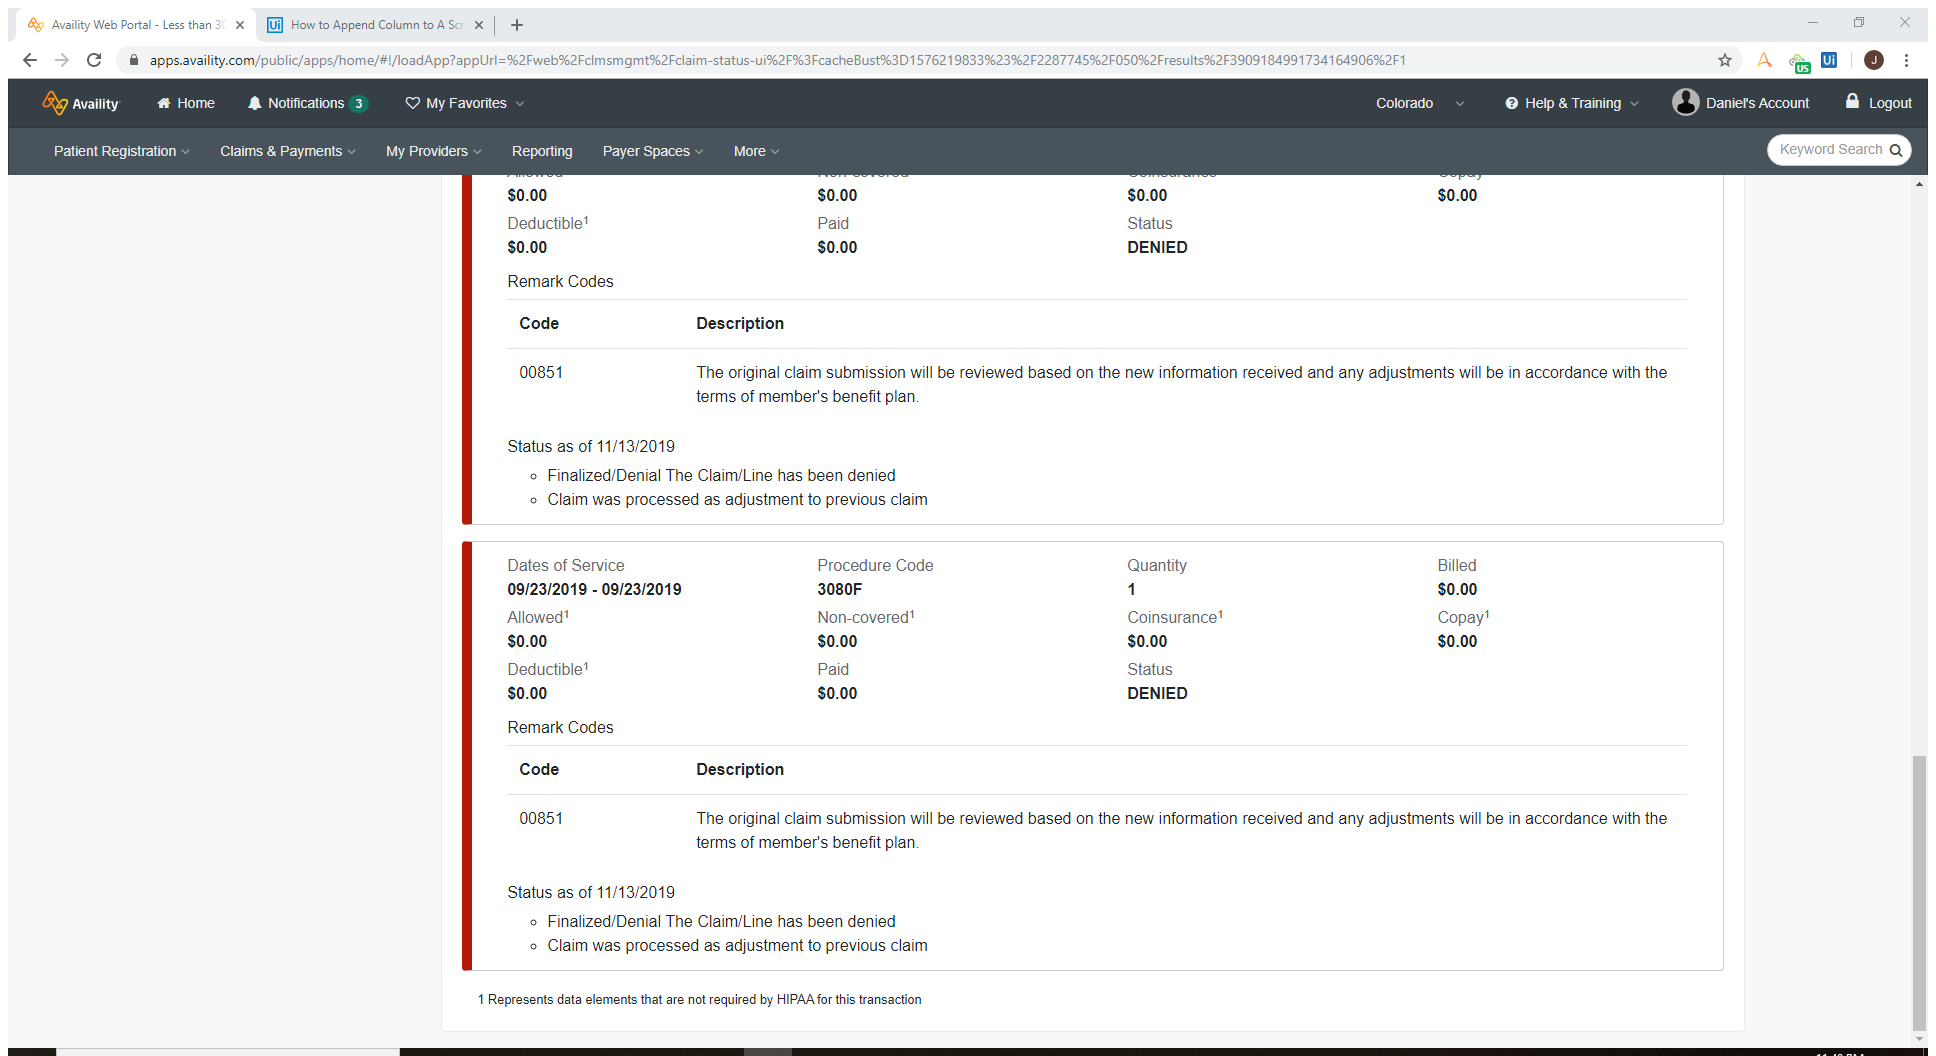 Availity Web Portal - Less than 30
How to Append Column to A Scr
apps.availity.com/public/apps/home/#!/loadApp?appUrl=%2Fweb%2Fclmsmgmt%2Fclaim-status-ui%2F%3FcacheBust%3D1576219833%23%2F2287745%2F050%2Fresults%2F3909184991734164906%2F1
US
Ui
J
Availity
Home
Notifications 3
My Favorites
Colorado
Help & Training
Daniel's Account
Logout
Patient Registration
Claims & Payments
My Providers
Reporting
Payer Spaces
More
Keyword Search
Allowed Non-covered Coinsurance Copay
$0.00 $0.00 $0.00 $0.00
Deductible1 Paid Status
$0.00 $0.00 DENIED
Remark Codes
Code Description
00851 The original claim submission will be reviewed based on the new information received and any adjustments will be in accordance with the
terms of member's benefit plan.
Status as of 11/13/2019
Finalized/Denial The Claim/Line has been denied
Claim was processed as adjustment to previous claim
Dates of Service Procedure Code Quantity Billed
09/23/2019 - 09/23/2019 3080F 1 $0.00
Allowed1 Non-covered1 Coinsurance1 Copay1
$0.00 $0.00 $0.00 $0.00
Deductible1 Paid Status
$0.00 $0.00 DENIED
Remark Codes
Code Description
00851 The original claim submission will be reviewed based on the new information received and any adjustments will be in accordance with the
terms of member's benefit plan.
Status as of 11/13/2019
Finalized/Denial The Claim/Line has been denied
Claim was processed as adjustment to previous claim
1 Represents data elements that are not required by HIPAA for this transaction